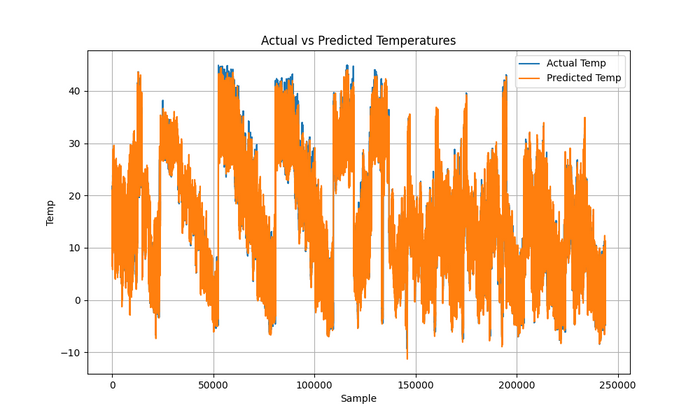 Actual vs Predicted Temperatures
Actual Temp
Predicted Temp
40
30
20
10
0
−10
Temp
0
50000
100000
150000
200000
250000
Sample